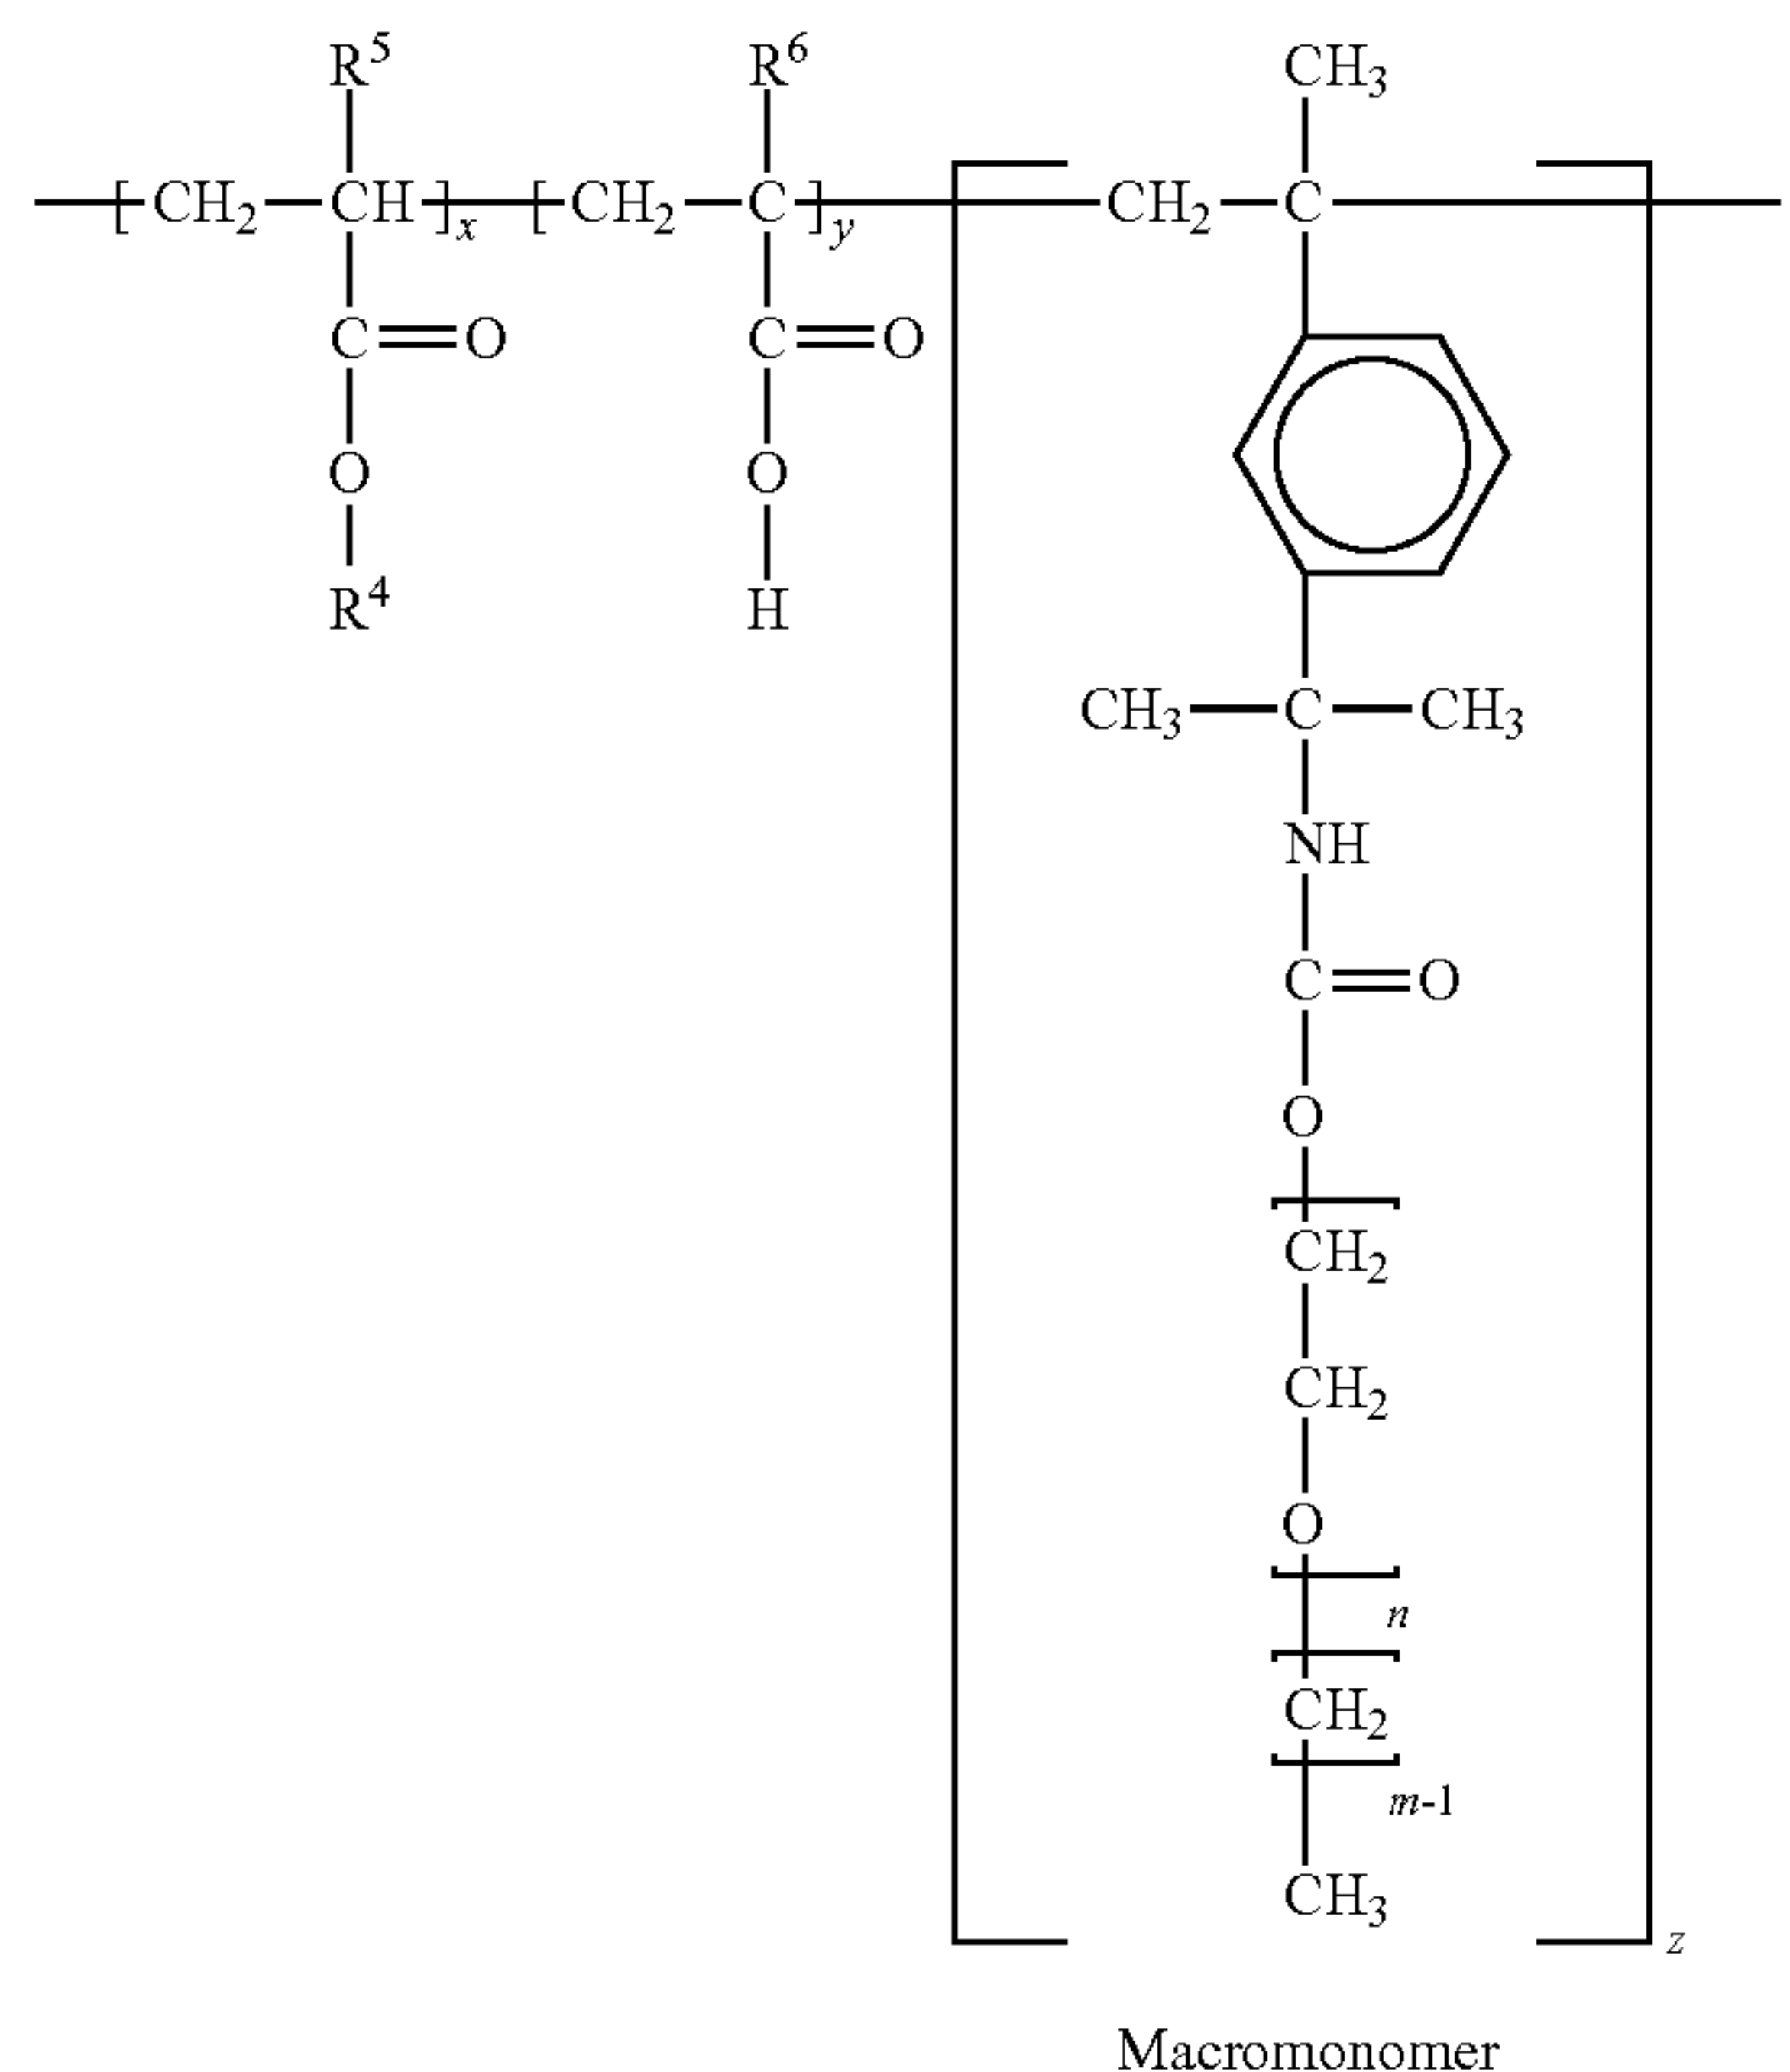 R⁵ R⁶ CH₃
[CH₂—CH]x [CH₂—C]y [CH₂—C
C=O C=O
O O
R⁴ H
CH₃—C—CH₃
NH
C=O
O
[CH₂
CH₂
O
]n
[CH₂
]m-1
CH₃
]z
Macromonomer